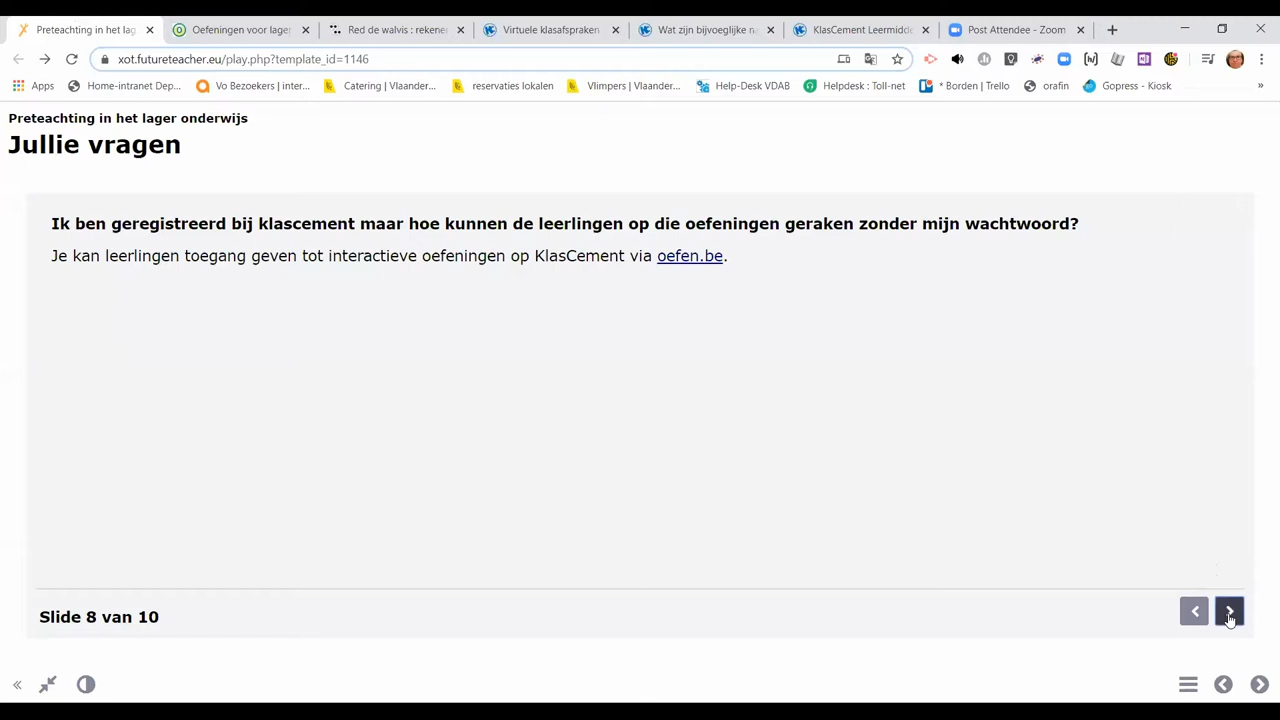 Preteachting in het lag
Oefeningen voor lager
Red de walvis : rekene
Virtuele klasafspraken
Wat zijn bijvoeglijke na
KlasCement Leermidde
Post Attendee - Zoom
xot.futureteacher.eu/play.php?template_id=1146
Apps
Home-intranet Dep...
Vo Bezoekers | inter...
Catering | Vlaander...
reservaties lokalen
Vlimpers | Vlaander...
Help-Desk VDAB
Helpdesk : Toll-net
* Borden | Trello
orafin
Gopress - Kiosk
»
Preteachting in het lager onderwijs
Jullie vragen
Ik ben geregistreerd bij klascement maar hoe kunnen de leerlingen op die oefeningen geraken zonder mijn wachtwoord?
Je kan leerlingen toegang geven tot interactieve oefeningen op KlasCement via oefen.be.
Slide 8 van 10